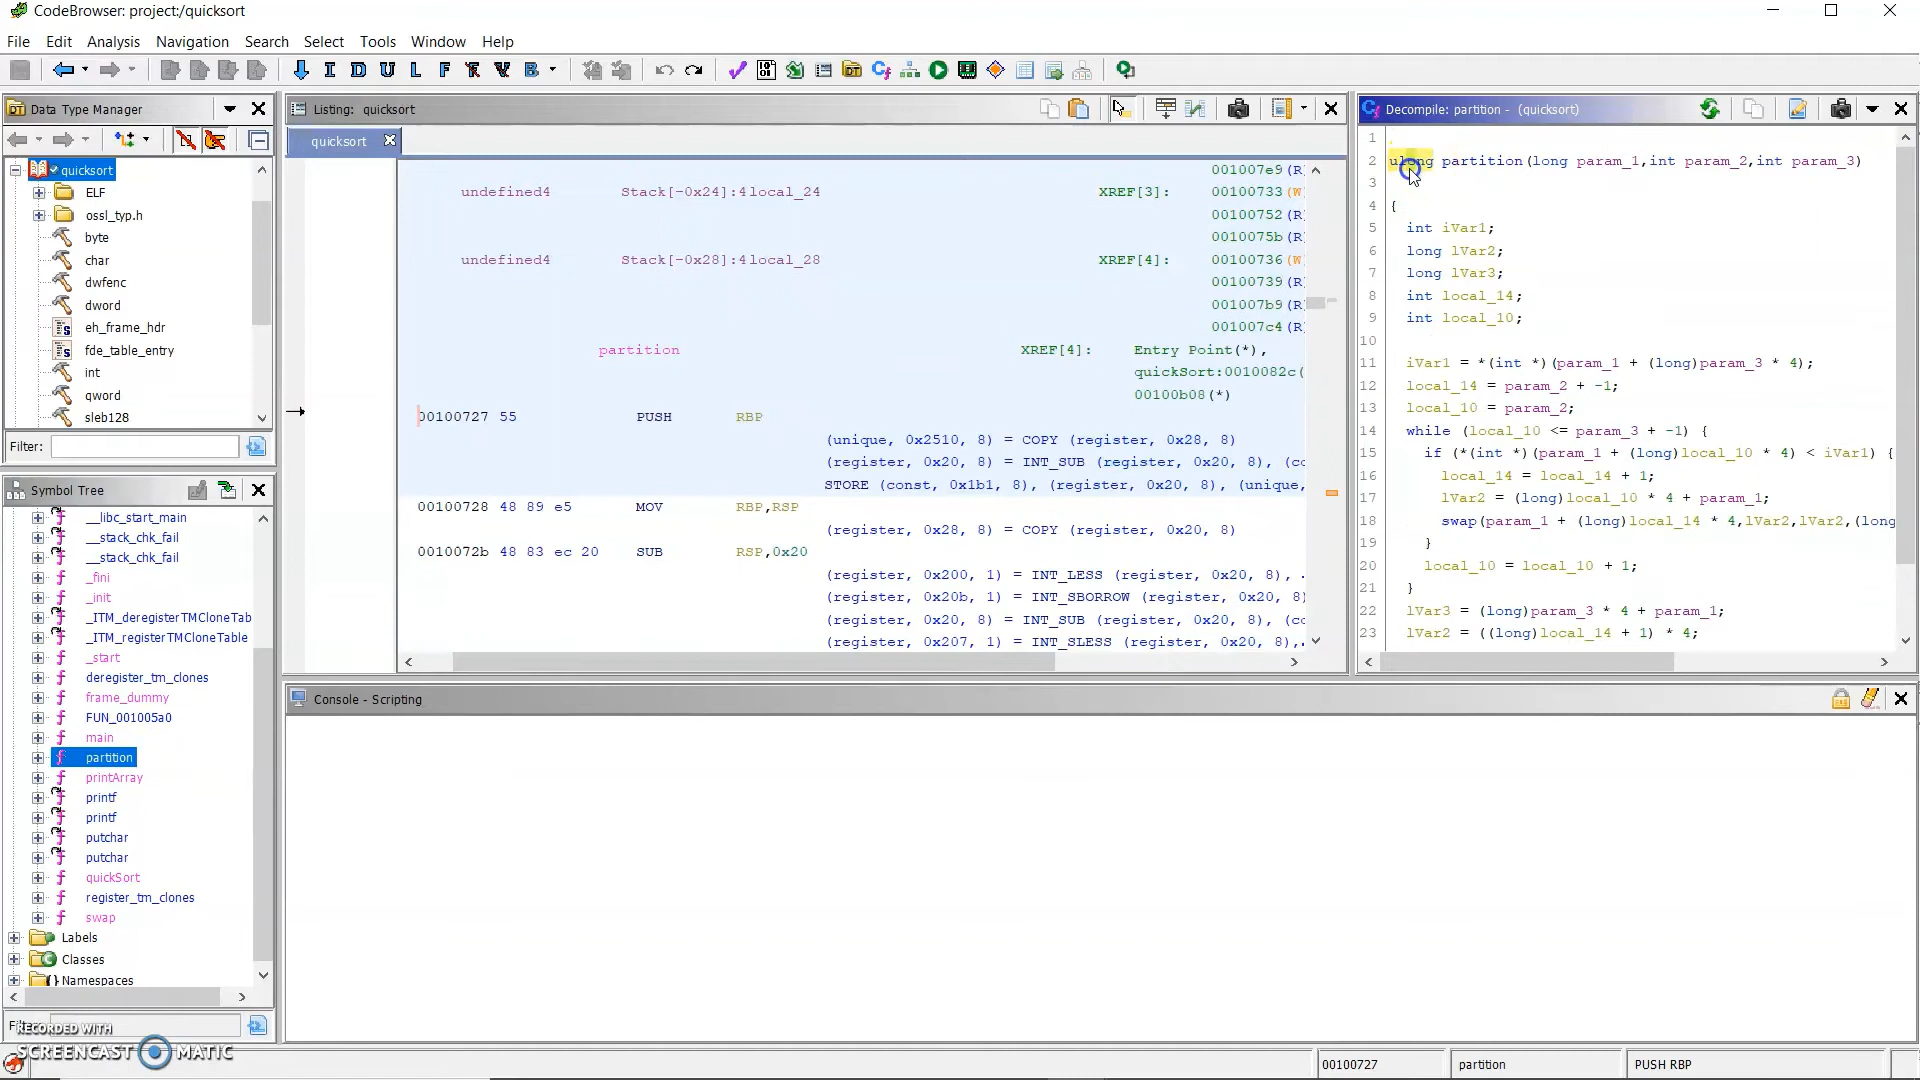 CodeBrowser: project:/quicksort
File Edit Analysis Navigation Search Select Tools Window Help
I D U L F V B
Data Type Manager
quicksort
ELF
ossl_typ.h
byte
char
dwfenc
dword
eh_frame_hdr
fde_table_entry
int
qword
sleb128
Filter:
Symbol Tree
__libc_start_main
__stack_chk_fail
__stack_chk_fail
_fini
_init
_ITM_deregisterTMCloneTab
_ITM_registerTMCloneTable
_start
deregister_tm_clones
frame_dummy
FUN_001005a0
main
partition
printArray
printf
printf
putchar
putchar
quickSort
register_tm_clones
swap
Labels
Classes
Namespaces
RECORDED WITH
SCREENCAST MATIC
Listing: quicksort
quicksort
001007e9(R)
undefined4 Stack[-0x24]:4 local_24 XREF[3]: 00100733(W
00100752(R)
0010075b(R)
undefined4 Stack[-0x28]:4 local_28 XREF[4]: 00100736(W
00100739(R)
001007b9(R)
001007c4(R)
partition XREF[4]: Entry Point(*),
quickSort:0010082c(
00100b08(*)
00100727 55 PUSH RBP
(unique, 0x2510, 8) = COPY (register, 0x28, 8)
(register, 0x20, 8) = INT_SUB (register, 0x20, 8), (co
STORE (const, 0x1b1, 8), (register, 0x20, 8), (unique,
00100728 48 89 e5 MOV RBP,RSP
(register, 0x28, 8) = COPY (register, 0x20, 8)
0010072b 48 83 ec 20 SUB RSP,0x20
(register, 0x200, 1) = INT_LESS (register, 0x20, 8), .
(register, 0x20b, 1) = INT_SBORROW (register, 0x20, 8)
(register, 0x20, 8) = INT_SUB (register, 0x20, 8), (co
(register, 0x207, 1) = INT_SLESS (register, 0x20, 8),
Decompile: partition - (quicksort)
1
2 ulong partition(long param_1,int param_2,int param_3)
3
4 {
5 int iVar1;
6 long lVar2;
7 long lVar3;
8 int local_14;
9 int local_10;
10
11 iVar1 = *(int *)(param_1 + (long)param_3 * 4);
12 local_14 = param_2 + -1;
13 local_10 = param_2;
14 while (local_10 <= param_3 + -1) {
15 if (*(int *)(param_1 + (long)local_10 * 4) < iVar1) {
16 local_14 = local_14 + 1;
17 lVar2 = (long)local_10 * 4 + param_1;
18 swap(param_1 + (long)local_14 * 4,lVar2,lVar2,(long
19 }
20 local_10 = local_10 + 1;
21 }
22 lVar3 = (long)param_3 * 4 + param_1;
23 lVar2 = ((long)local_14 + 1) * 4;
Console - Scripting
00100727 partition PUSH RBP